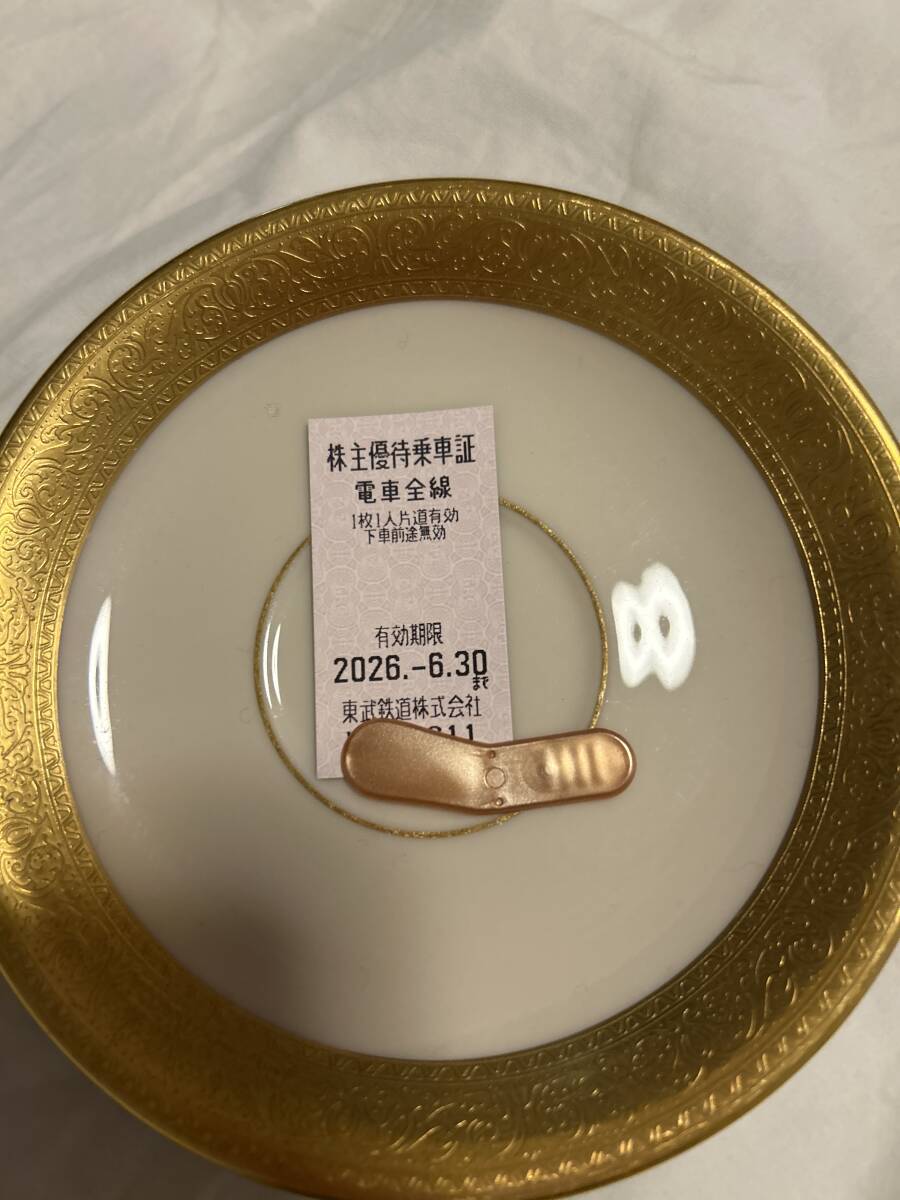 株主優待乗車証
電車全線
1枚1人片道有効
下車前途無効
有効期限
2026.-6.30
まで
東武鉄道株式会社